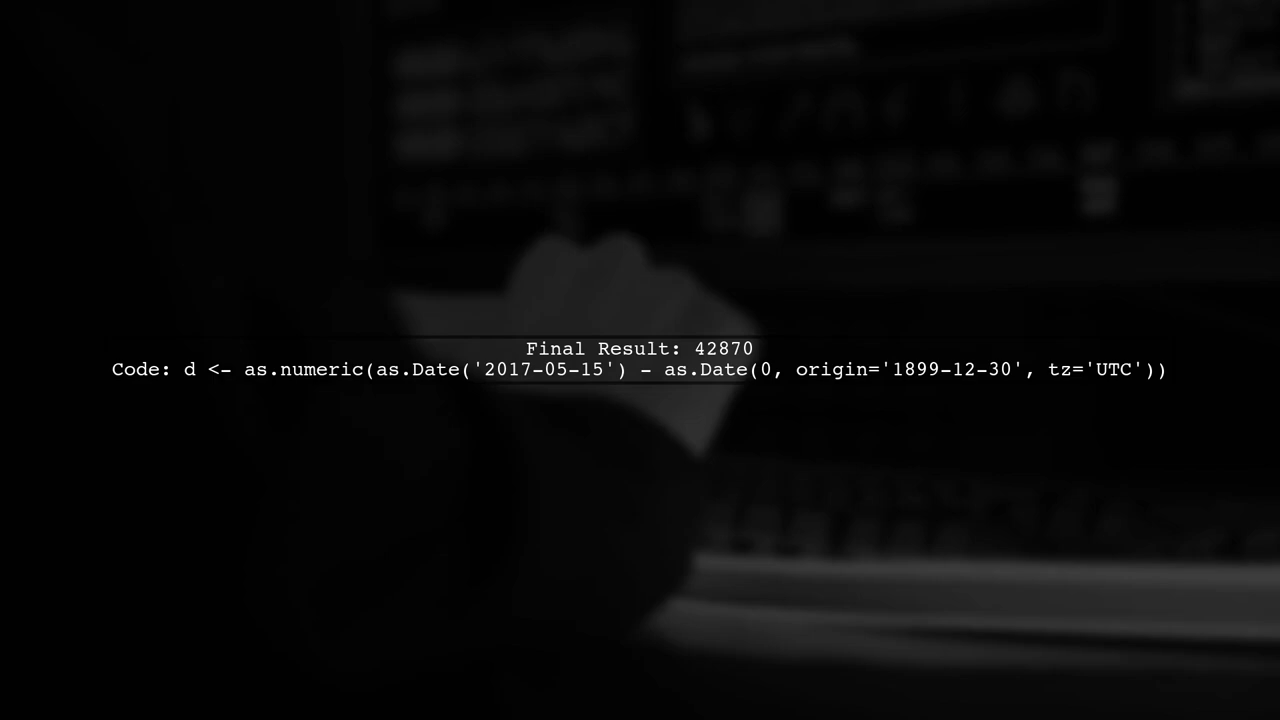 Final Result: 42870
Code: d <- as.numeric(as.Date('2017-05-15') - as.Date(0, origin='1899-12-30', tz='UTC'))